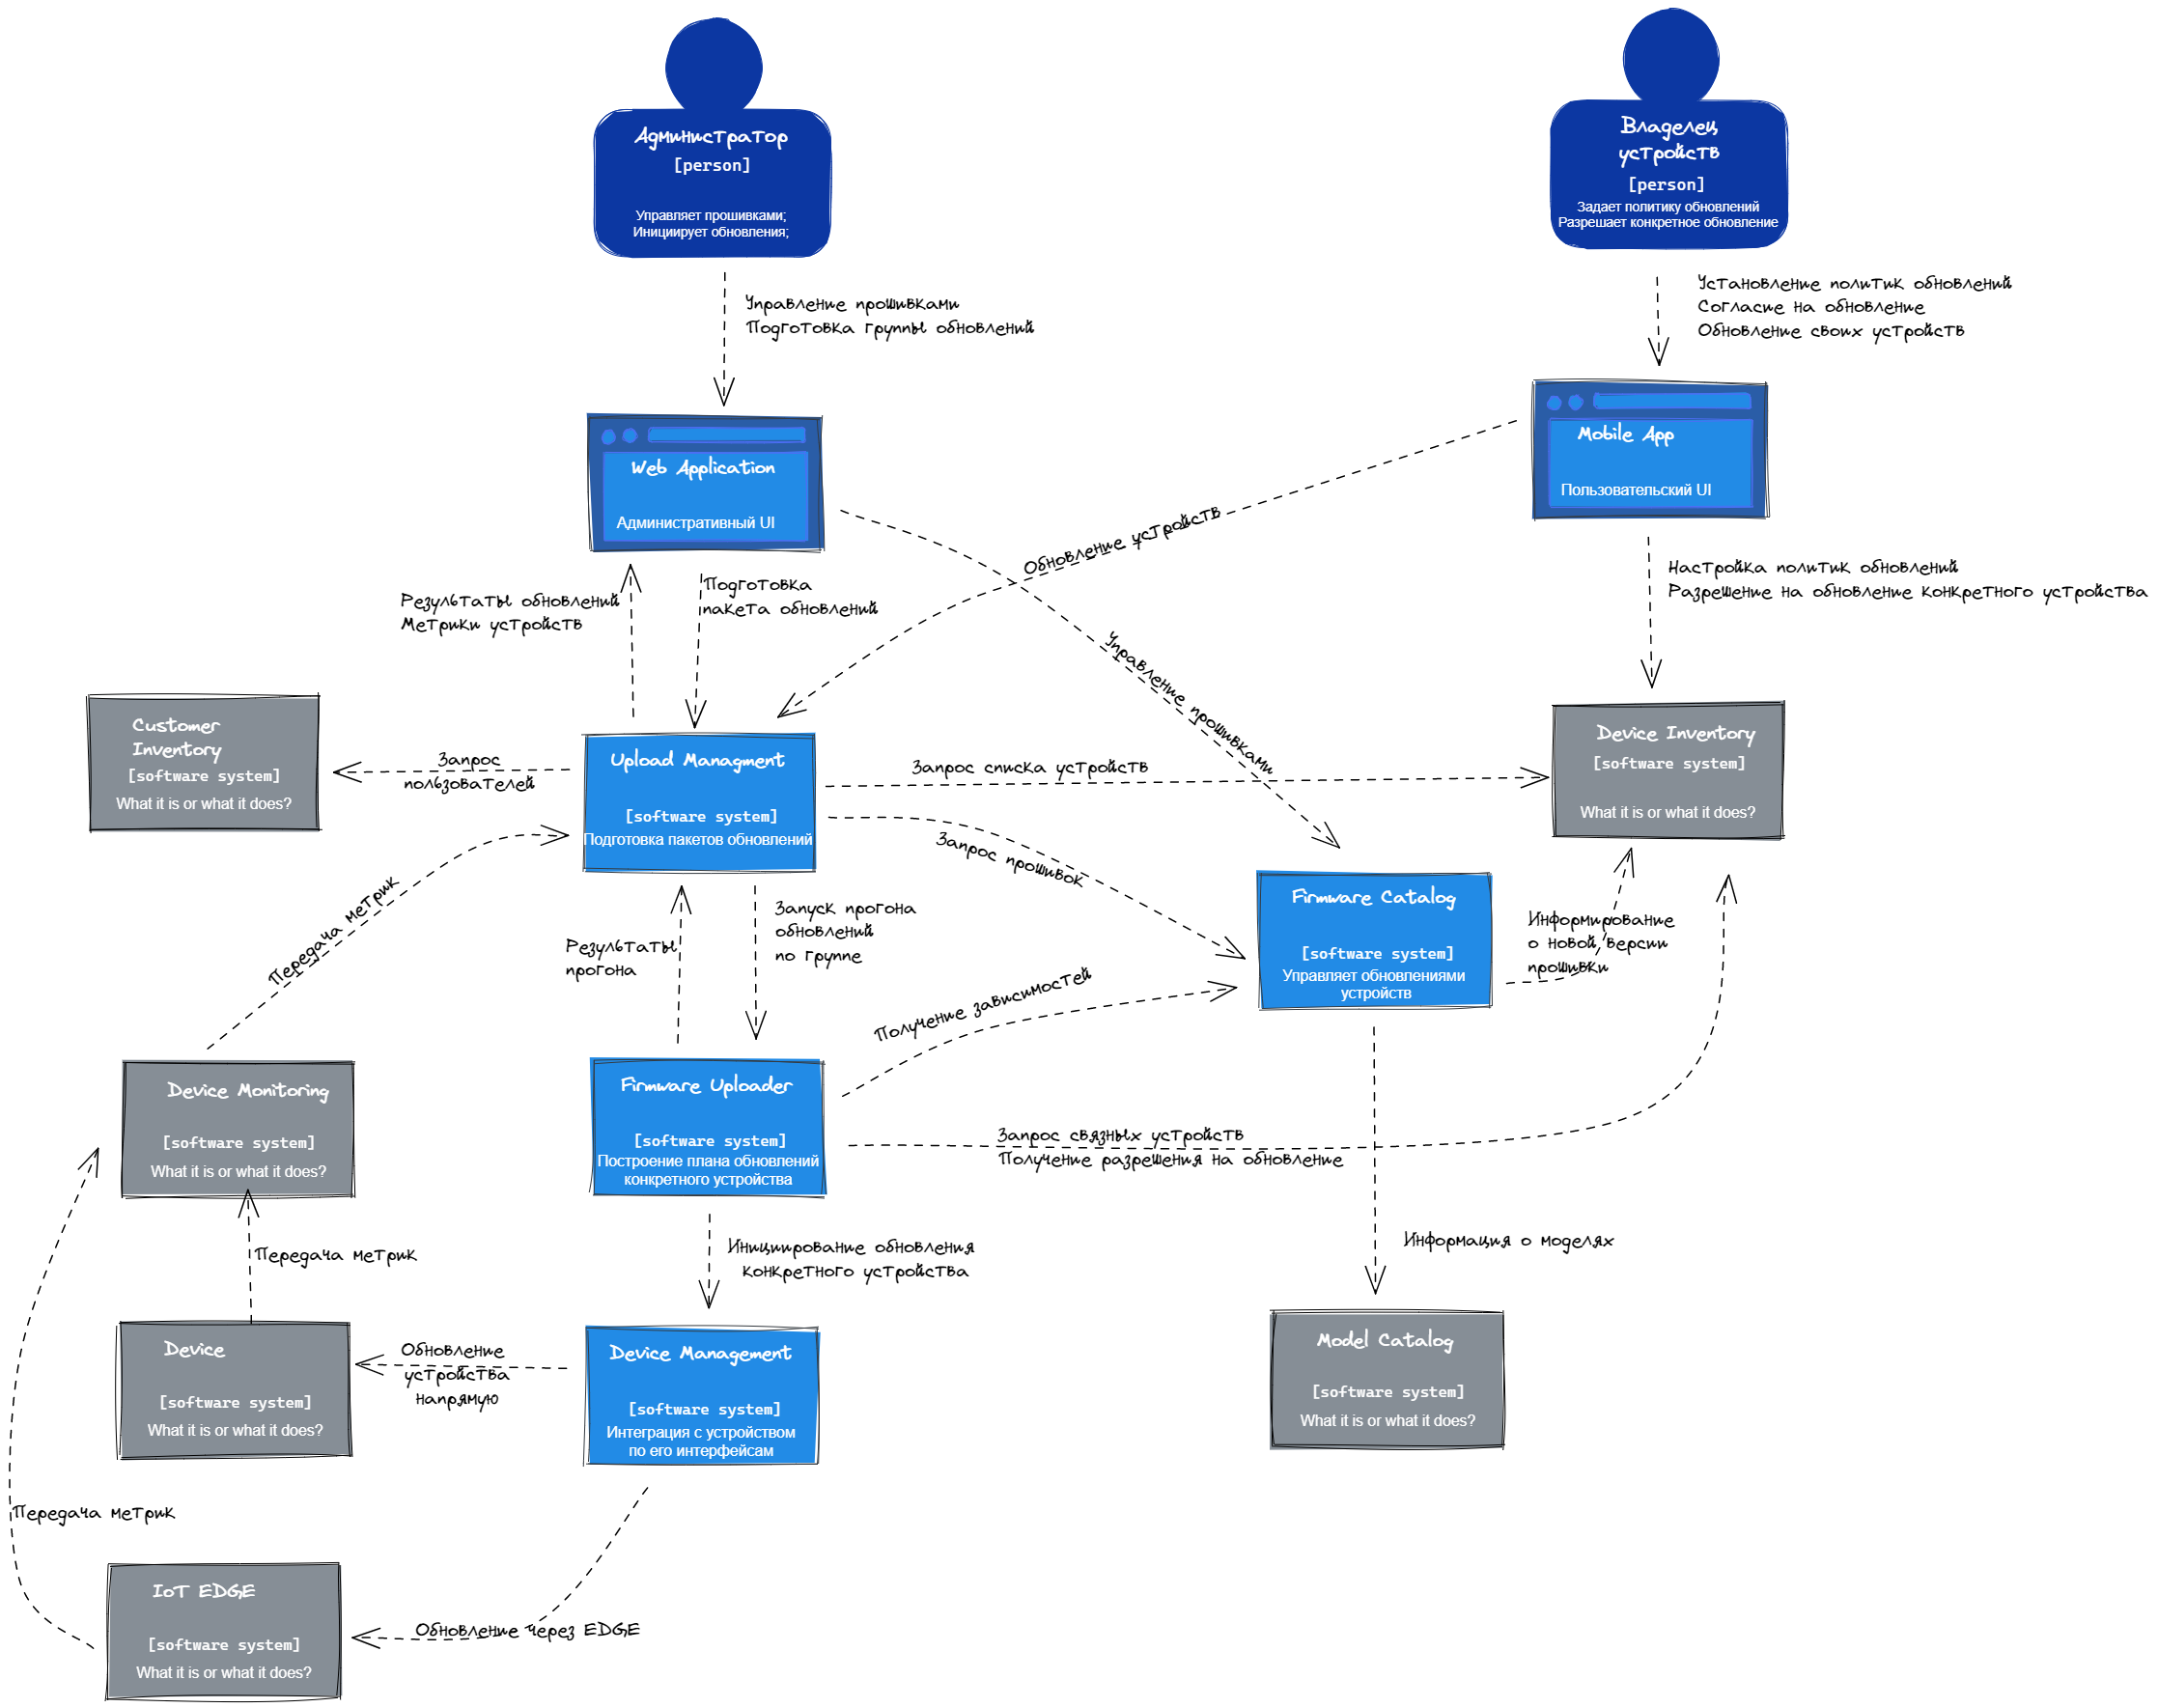 Администратор
[person]
Управляет прошивками;
Инициирует обновления;
Владелец
устройств
[person]
Задает политику обновлений
Разрешает конкретное обновление
Управление прошивками
Подготовка группы обновлений
Установление политик обновлений
Согласие на обновление
Обновление своих устройств
Web Application
Административный UI
Mobile App
Пользовательский UI
Обновление устройств
Результаты обновлений
Метрики устройств
Подготовка
пакета обновлений
Управление прошивками
Настройка политик обновлений
Разрешение на обновление конкретного устройства
Customer
Inventory
[software system]
What it is or what it does?
Запрос
пользователей
Upload Managment
[software system]
Подготовка пакетов обновлений
Запрос списка устройств
Device Inventory
[software system]
What it is or what it does?
Запрос прошивок
Передача метрик
Результаты
прогона
Запуск прогона
обновлений
по группе
Firmware Catalog
[software system]
Управляет обновлениями
устройств
Информирование
о новой версии
прошивки
Получение зависимостей
Device Monitoring
[software system]
What it is or what it does?
Firmware Uploader
[software system]
Построение плана обновлений
конкретного устройства
Запрос связных устройств
Получение разрешения на обновление
Передача метрик
Инициирование обновления
конкретного устройства
Информация о моделях
Device
[software system]
What it is or what it does?
Обновление
устройства
напрямую
Device Management
[software system]
Интеграция с устройством
по его интерфейсам
Model Catalog
[software system]
What it is or what it does?
Передача метрик
IoT EDGE
[software system]
What it is or what it does?
Обновление через EDGE